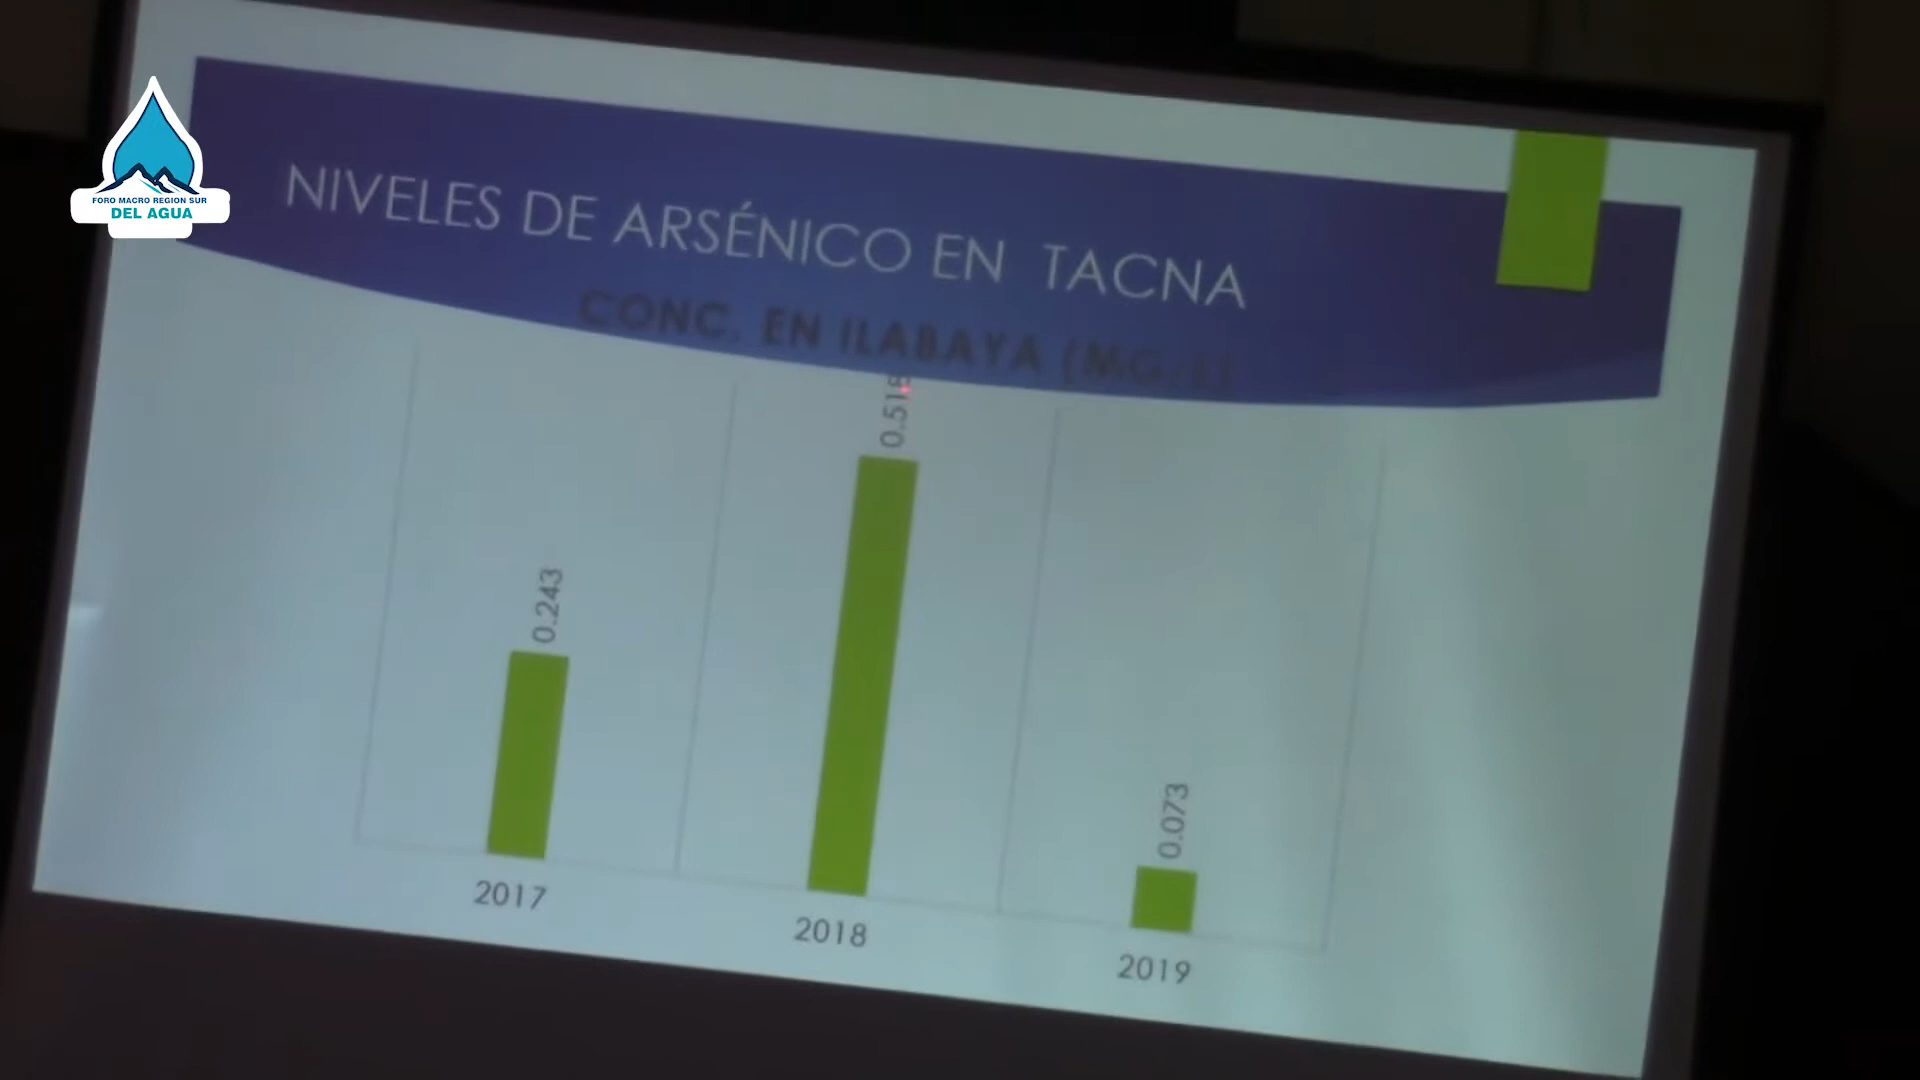 FORO MACRO REGION SUR
DEL AGUA
NIVELES DE ARSÉNICO EN TACNA
CONC. EN ILABAYA (MG/L)
0.243
0.073
2017
2018
2019